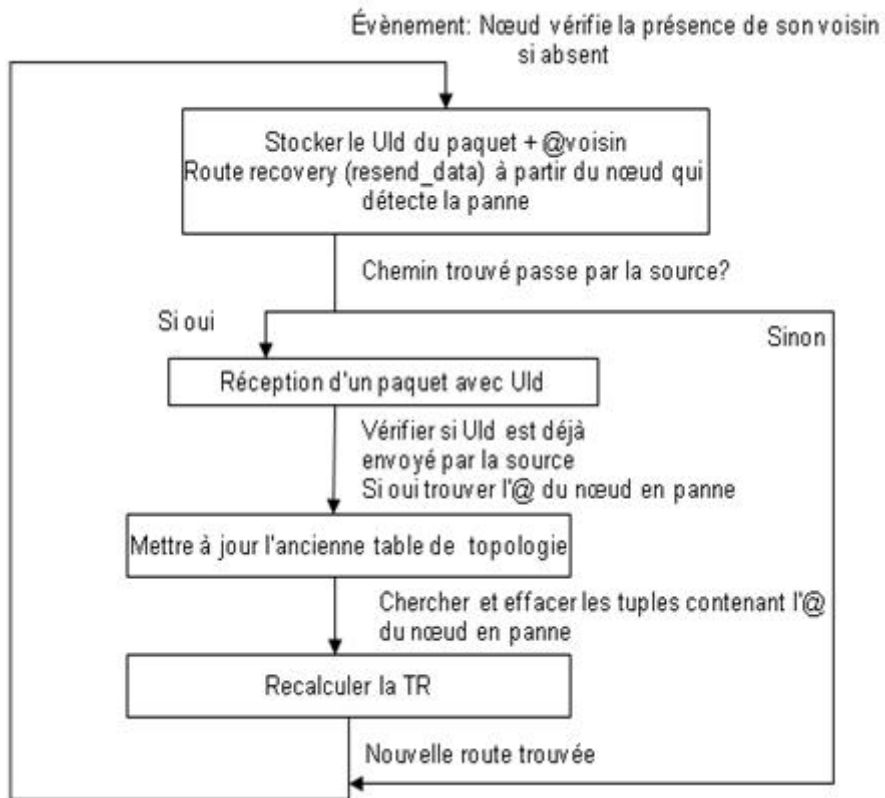 Évènement: Nœud vérifie la présence de son voisin
si absent
Stocker le UId du paquet + @voisin
Route recovery (resend_data) à partir du nœud qui
détecte la panne
Chemin trouvé passe par la source?
Si oui
Sinon
Réception d'un paquet avec UId
Vérifier si UId est déjà
envoyé par la source
Si oui trouver l'@ du nœud en panne
Mettre à jour l'ancienne table de topologie
Chercher et effacer les tuples contenant l'@
du nœud en panne
Recalculer la TR
Nouvelle route trouvée